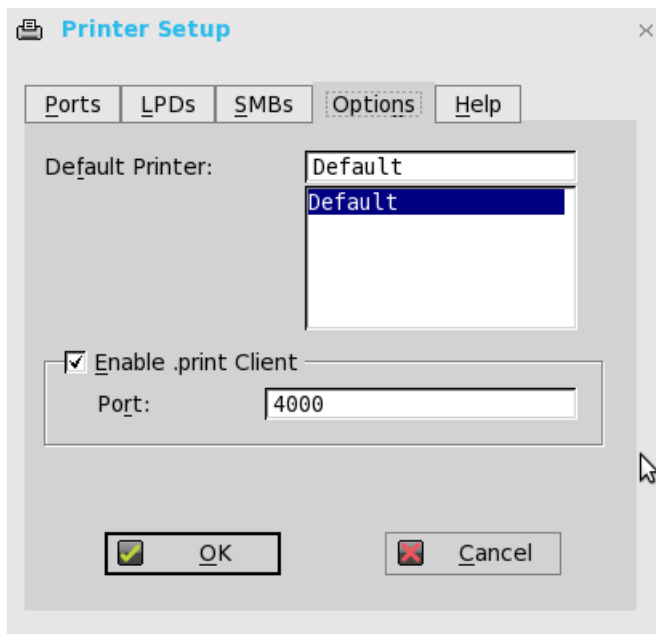 Printer Setup
Ports LPDs SMBs Options Help
Default Printer: Default
Default
Enable .print Client
Port: 4000
OK Cancel